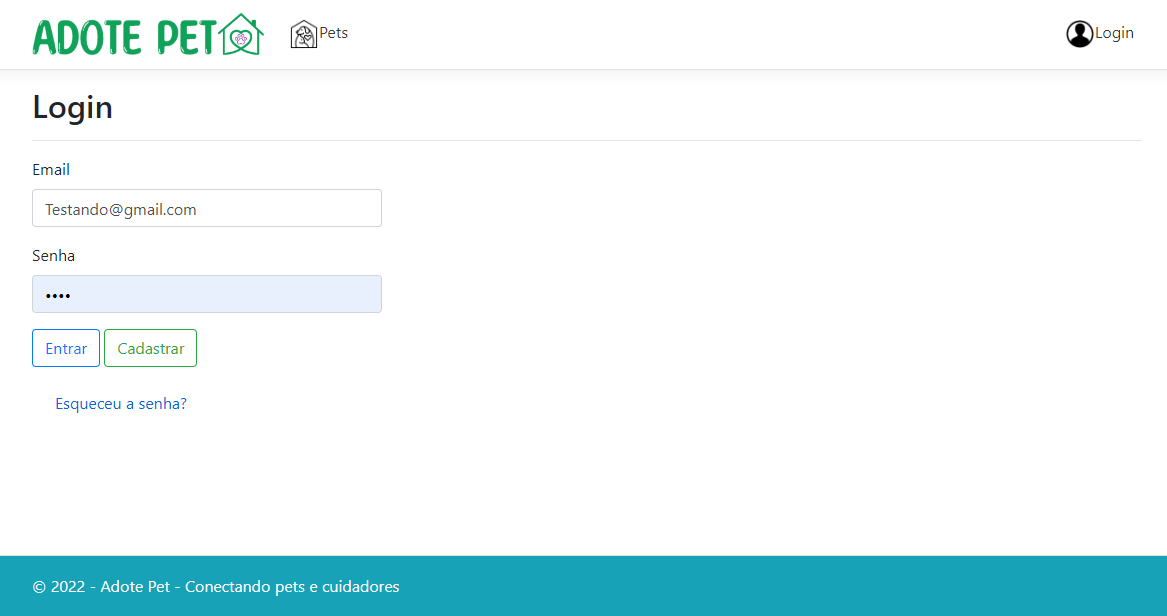 ADOTE PET
Pets
Login
Login
Email
Testando@gmail.com
Senha
••••
Entrar
Cadastrar
Esqueceu a senha?
© 2022 - Adote Pet - Conectando pets e cuidadores